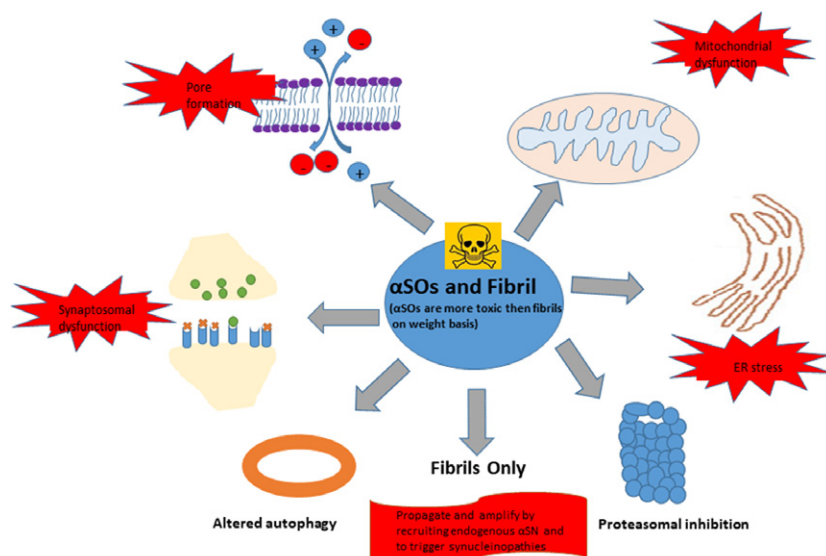 Mitochondrial
dysfunction
+
-
+
Pore
formation
-
-
+
αSOs and Fibril
(αSOs are more toxic then fibrils
on weight basis)
Synaptosomal
dysfunction
ER stress
Fibrils Only
Altered autophagy
Propagate and amplify by
recruiting endogenous αSN and
to trigger synucleinopathies
Proteasomal inhibition